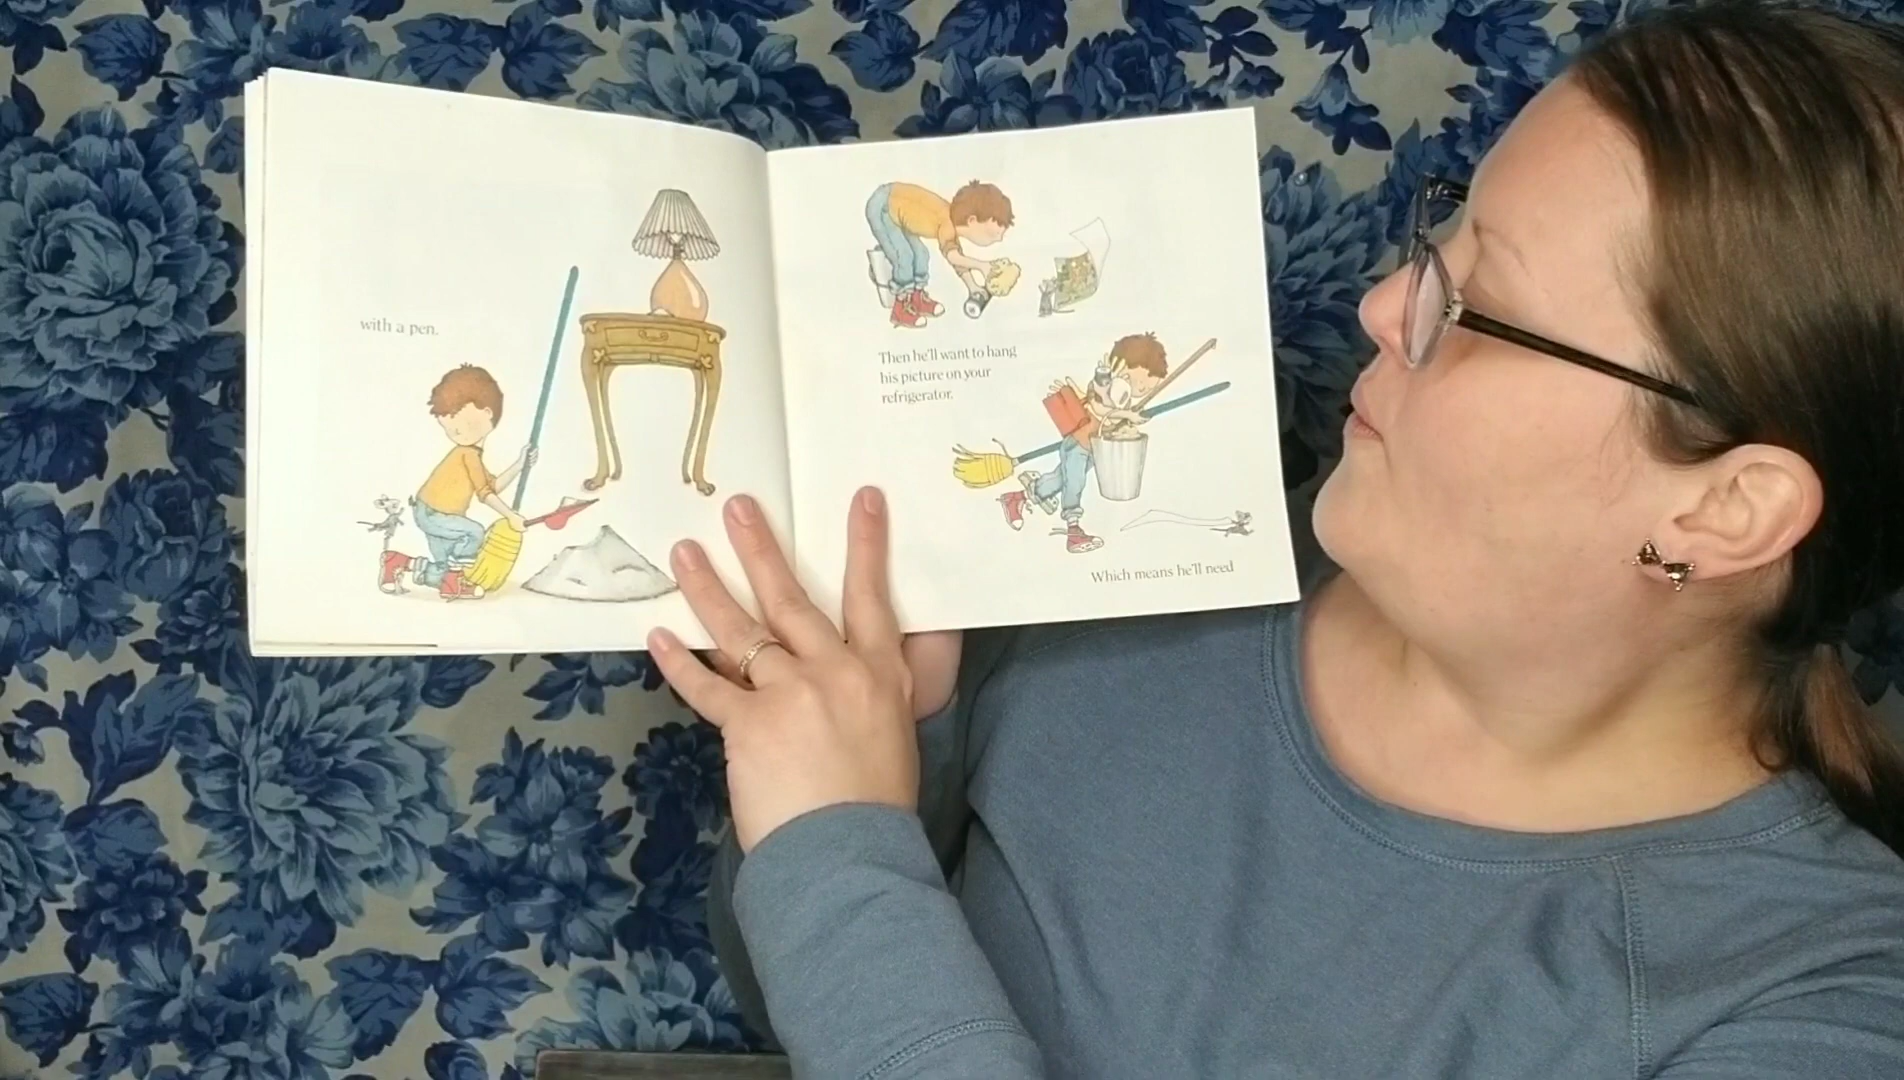 with a pen.
Then he'll want to hang
his picture on your
refrigerator.
Which means he'll need